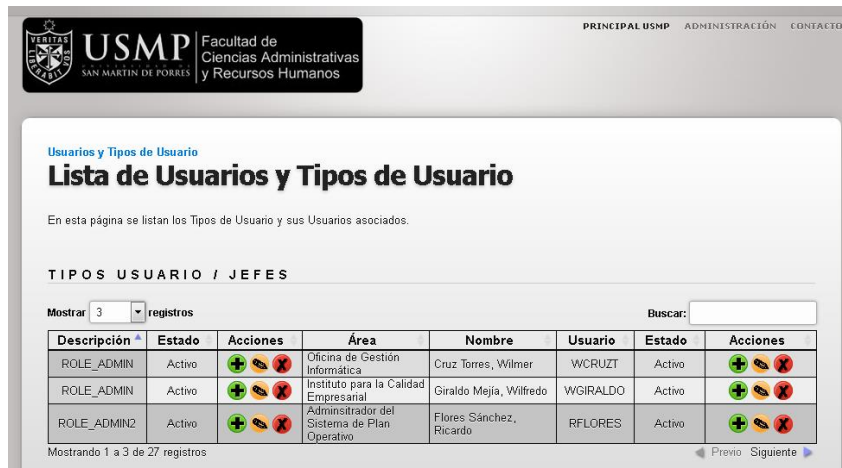 PRINCIPAL USMP ADMINISTRACIÓN CONTACTO
VERITAS
LIBERABIT VOS
USMP
UNIVERSIDAD DE
SAN MARTIN DE PORRES
Facultad de
Ciencias Administrativas
y Recursos Humanos
Usuarios y Tipos de Usuario
Lista de Usuarios y Tipos de Usuario
En esta página se listan los Tipos de Usuario y sus Usuarios asociados.
TIPOS USUARIO / JEFES
Mostrar 3 registros Buscar:
Descripción Estado Acciones Área Nombre Usuario Estado Acciones
ROLE_ADMIN Activo Oficina de Gestión Informática Cruz Torres, Wilmer WCRUZT Activo
ROLE_ADMIN Activo Instituto para la Calidad Empresarial Giraldo Mejía, Wilfredo WGIRALDO Activo
ROLE_ADMIN2 Activo Adminsitrador del Sistema de Plan Operativo Flores Sánchez, Ricardo RFLORES Activo
Mostrando 1 a 3 de 27 registros Previo Siguiente